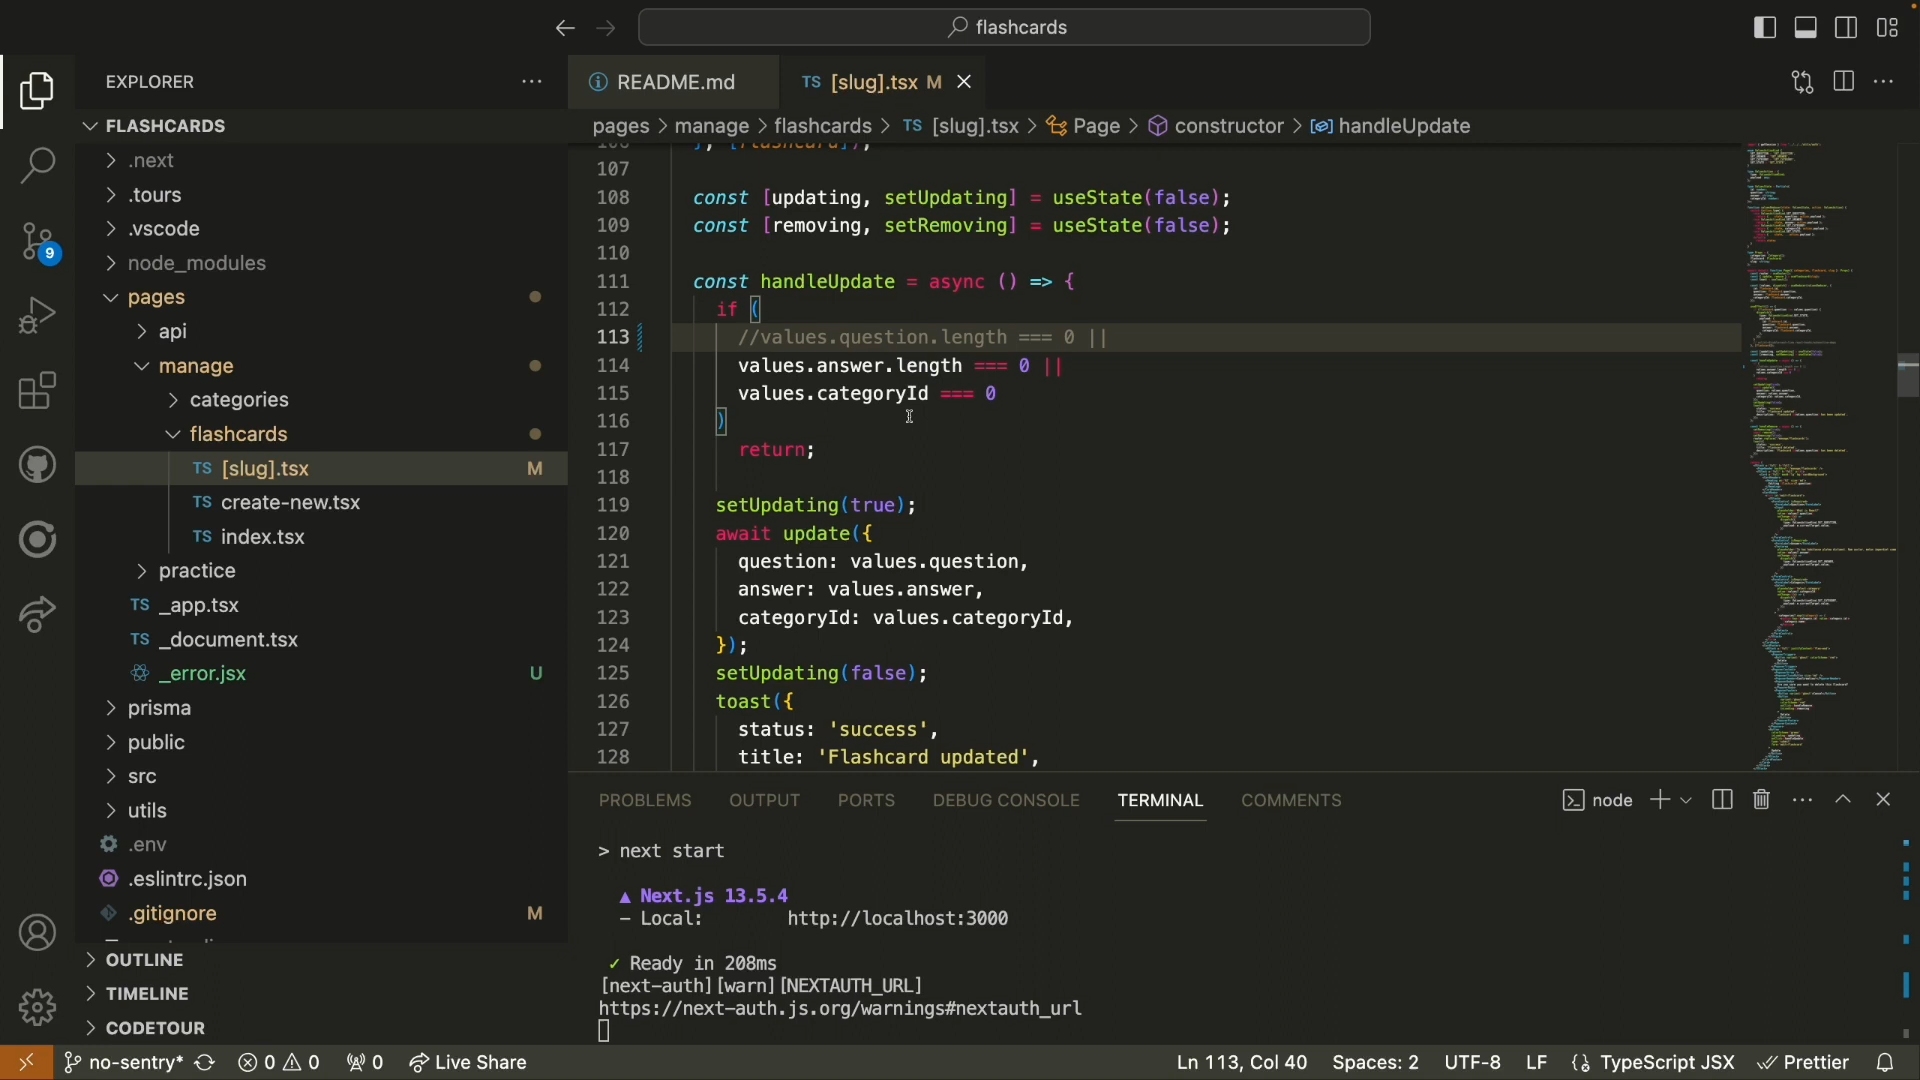 flashcards
EXPLORER
README.md
TS [slug].tsx M
FLASHCARDS
pages > manage > flashcards > TS [slug].tsx > Page > constructor > handleUpdate
.next
.tours
.vscode
node_modules
pages
api
manage
categories
flashcards
TS [slug].tsx M
TS create-new.tsx
TS index.tsx
practice
TS _app.tsx
TS _document.tsx
_error.jsx U
prisma
public
src
utils
.env
.eslintrc.json
.gitignore M
OUTLINE
TIMELINE
CODETOUR
9
106 }, [flashcard]);
107
108 const [updating, setUpdating] = useState(false);
109 const [removing, setRemoving] = useState(false);
110
111 const handleUpdate = async () => {
112 if (
113 //values.question.length === 0 ||
114 values.answer.length === 0 ||
115 values.categoryId === 0
116 )
117 return;
118
119 setUpdating(true);
120 await update({
121 question: values.question,
122 answer: values.answer,
123 categoryId: values.categoryId,
124 });
125 setUpdating(false);
126 toast({
127 status: 'success',
128 title: 'Flashcard updated',
PROBLEMS OUTPUT PORTS DEBUG CONSOLE TERMINAL COMMENTS
node
> next start
▲ Next.js 13.5.4
- Local: http://localhost:3000
✓ Ready in 208ms
[next-auth][warn][NEXTAUTH_URL]
https://next-auth.js.org/warnings#nextauth_url
no-sentry* 0 0 0 Live Share
Ln 113, Col 40 Spaces: 2 UTF-8 LF {} TypeScript JSX Prettier